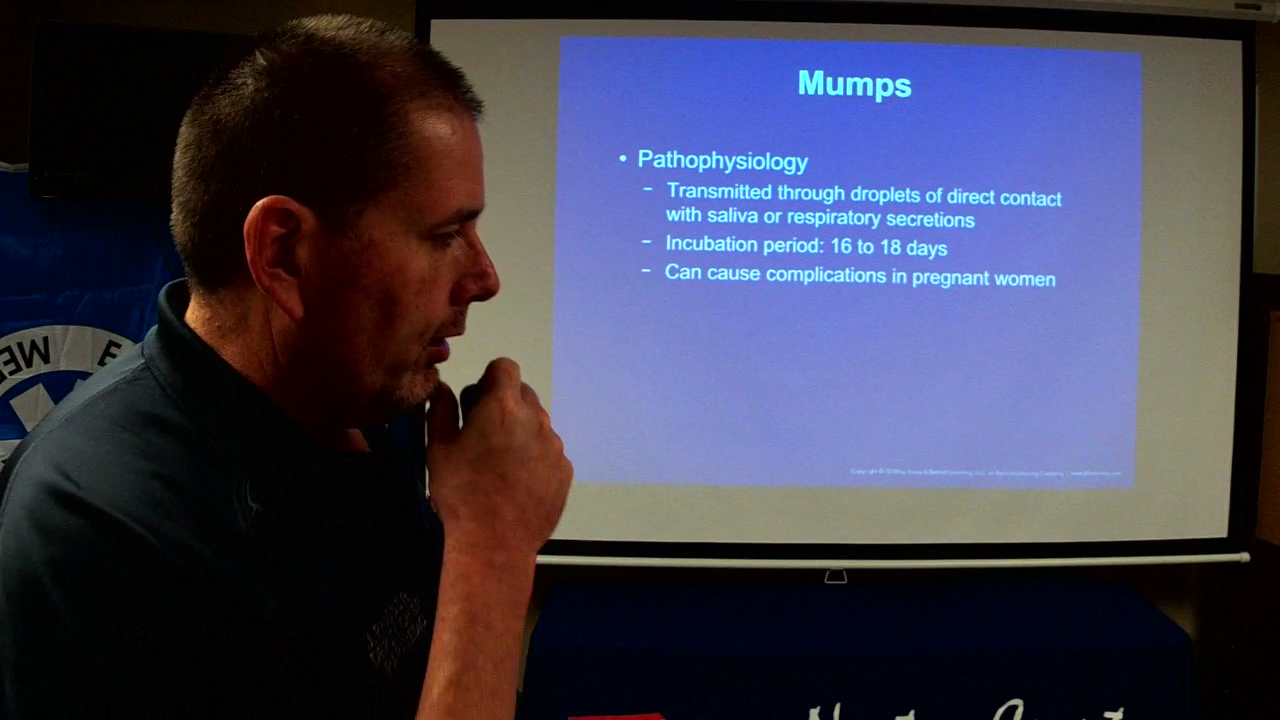 Mumps
• Pathophysiology
– Transmitted through droplets of direct contact
with saliva or respiratory secretions
– Incubation period: 16 to 18 days
– Can cause complications in pregnant women